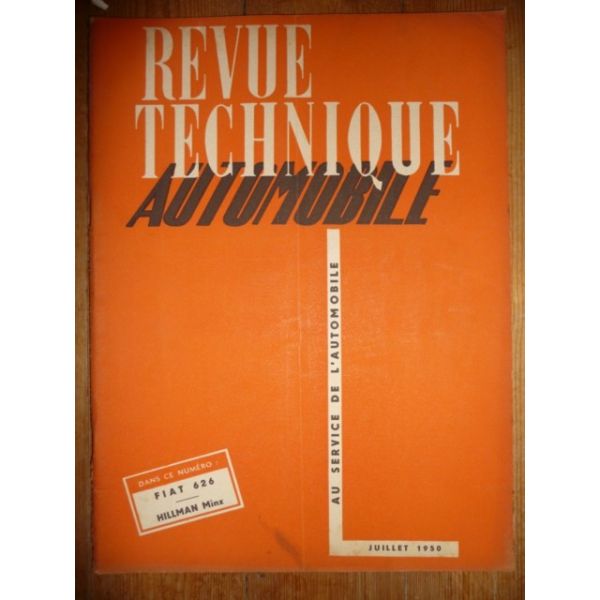 REVUE
TECHNIQUE
AUTOMOBILE
AU SERVICE DE L'AUTOMOBILE
DANS CE NUMÉRO :
FIAT 626
HILLMAN Minx
JUILLET 1950